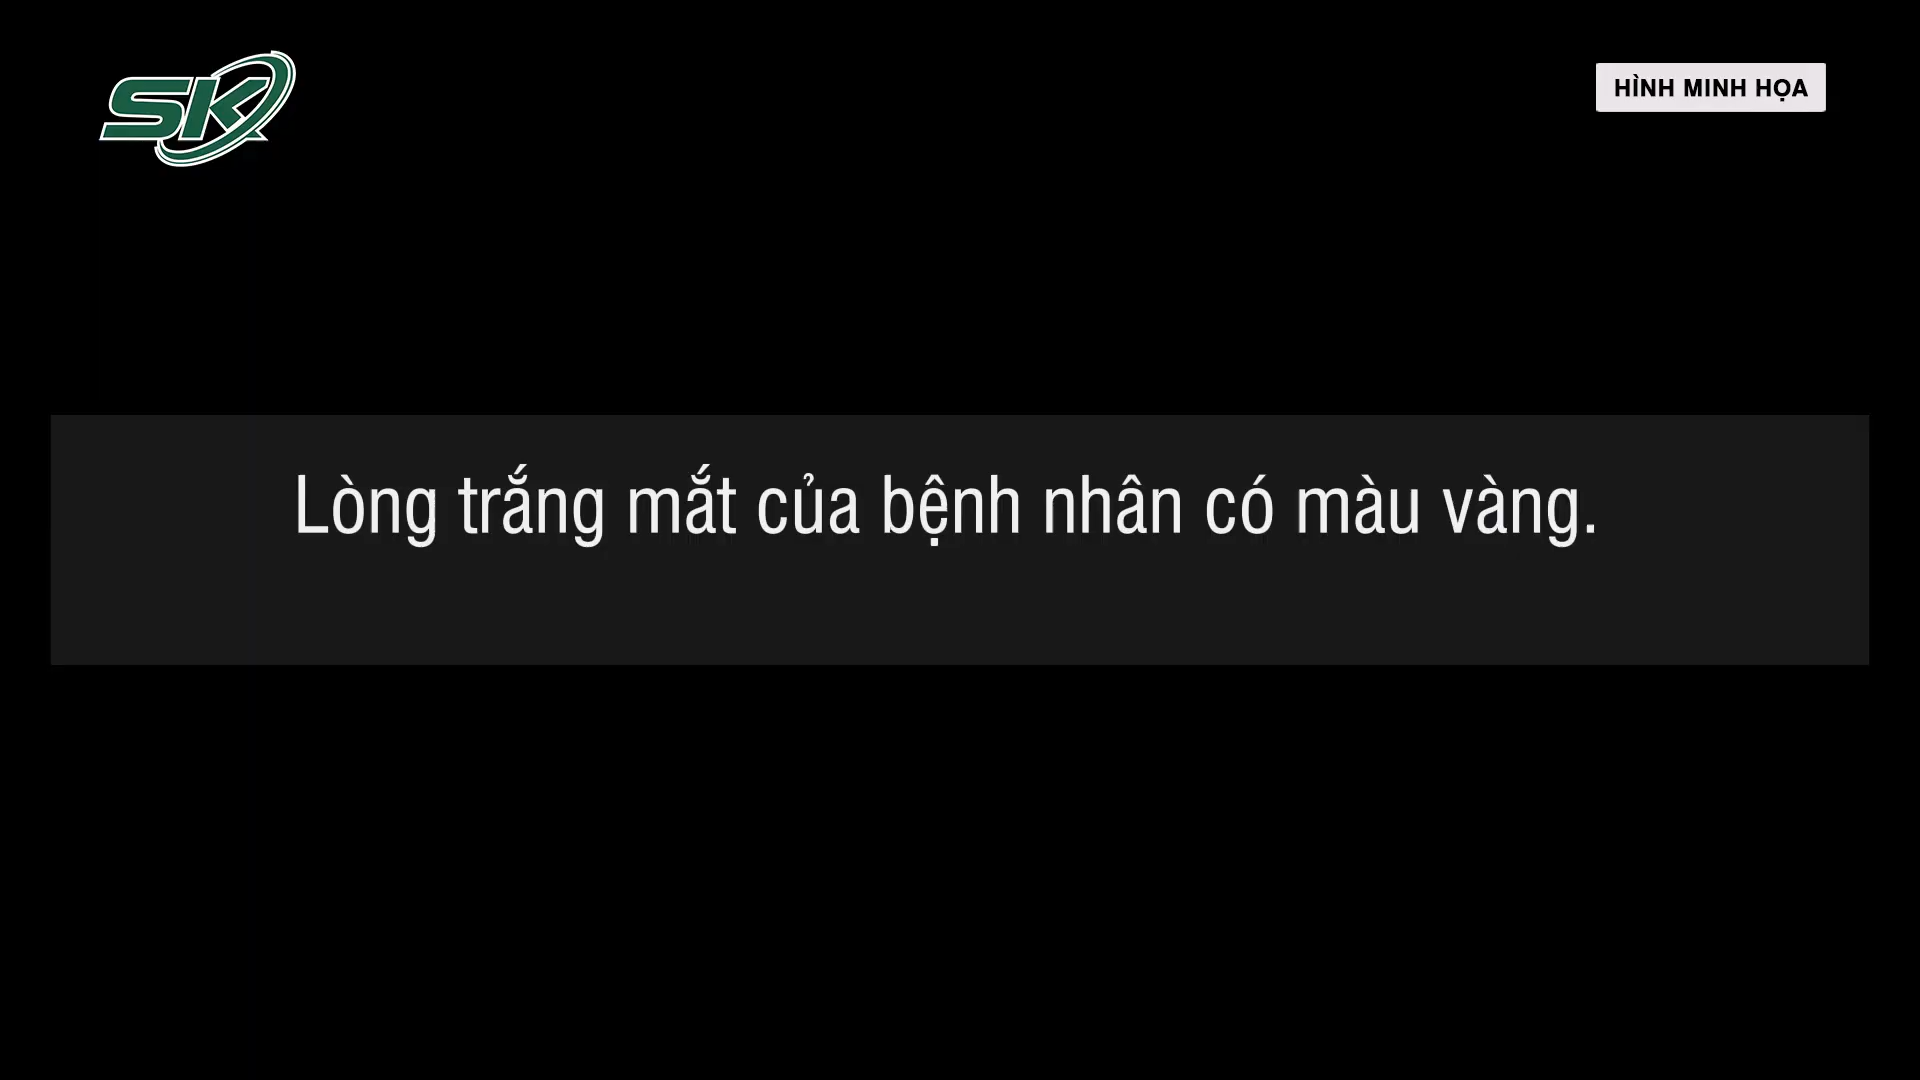 SK
HÌNH MINH HỌA
Lòng trắng mắt của bệnh nhân có màu vàng.